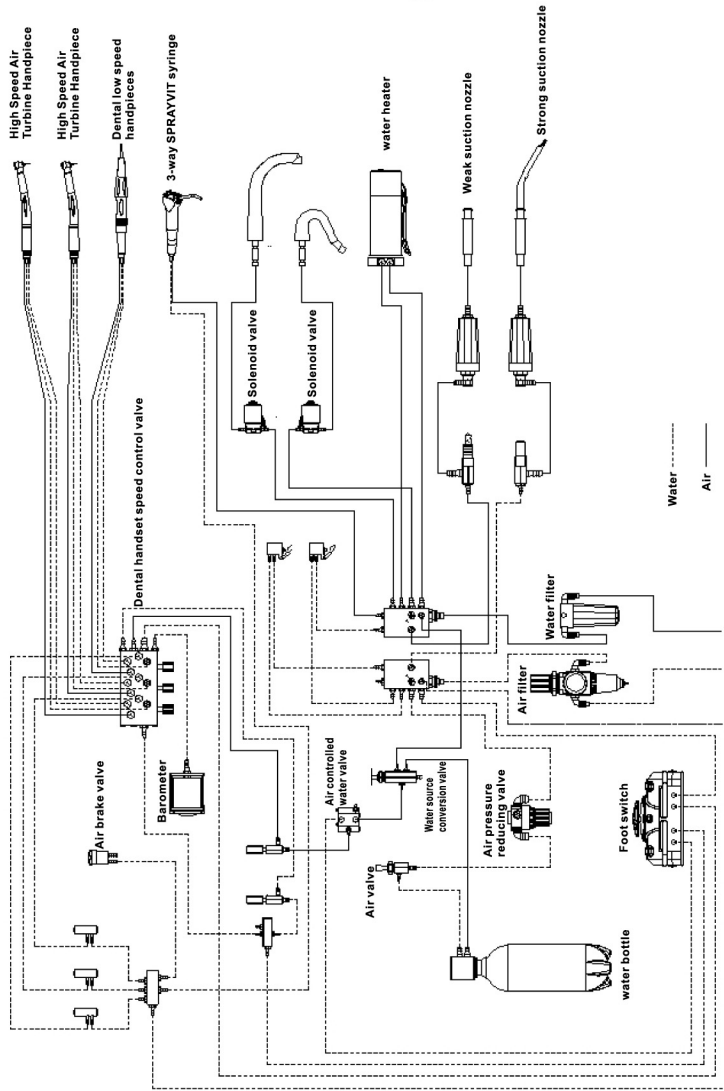 High Speed Air
Turbine Handpiece
High Speed Air
Turbine Handpiece
Dental low speed
handpieces
3-way SPRAYVIT syringe
Solenoid valve
Solenoid valve
water heater
Weak suction nozzle
Strong suction nozzle
Dental handset speed control valve
Air brake valve
Barometer
Air controlled
water valve
Water source
conversion valve
Air valve
Air pressure
reducing valve
water bottle
Foot switch
Air filter
Water filter
Water
Air